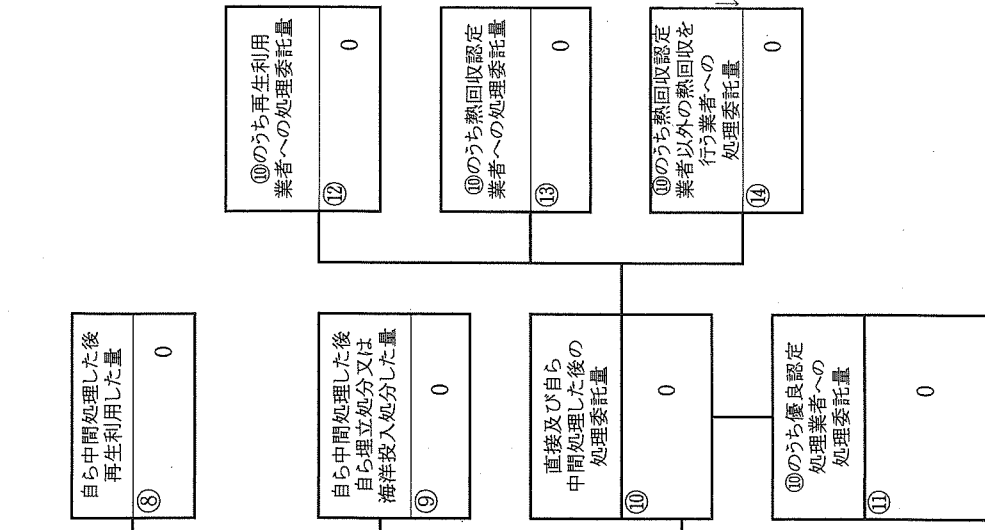 自ら中間処理した後
再生利用した量
⑧
0
自ら中間処理した後
自ら埋立処分又は
海洋投入処分した量
⑨
0
直接及び自ら
中間処理した後の
処理委託量
⑩
0
⑩のうち優良認定
処理業者への
処理委託量
⑪
0
⑩のうち再生利用
業者への処理委託量
⑫
0
⑩のうち熱回収認定
業者への処理委託量
⑬
0
⑩のうち熱回収認定
業者以外の熱回収を
行う業者への
処理委託量
⑭
0